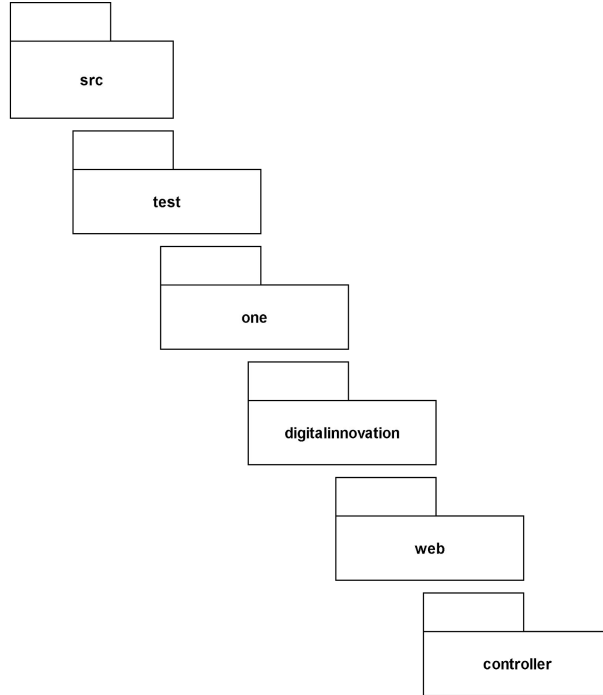 src
test
one
digitalinnovation
web
controller